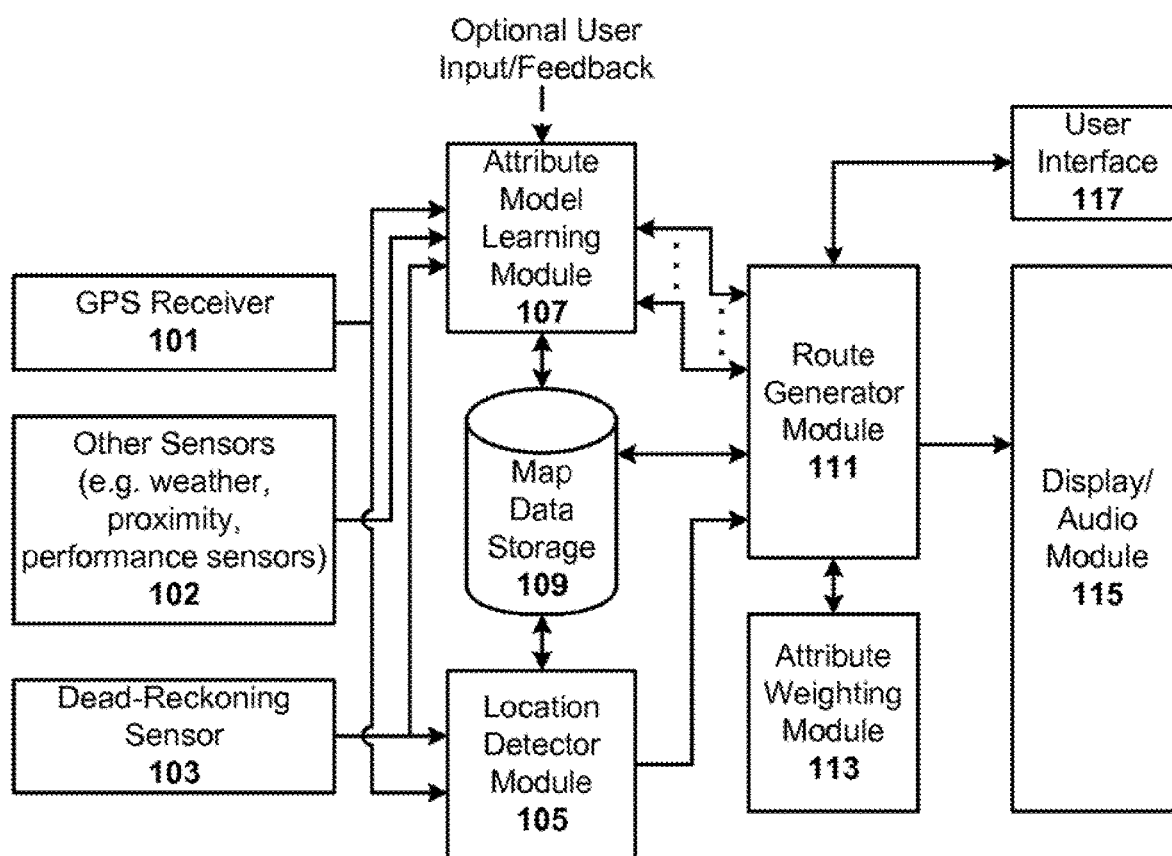 Optional User
Input/Feedback
Attribute
Model
Learning
Module
107
User
Interface
117
GPS Receiver
101
Other Sensors
(e.g. weather,
proximity,
performance sensors)
102
Dead-Reckoning
Sensor
103
Map
Data
Storage
109
Location
Detector
Module
105
Route
Generator
Module
111
Attribute
Weighting
Module
113
Display/
Audio
Module
115